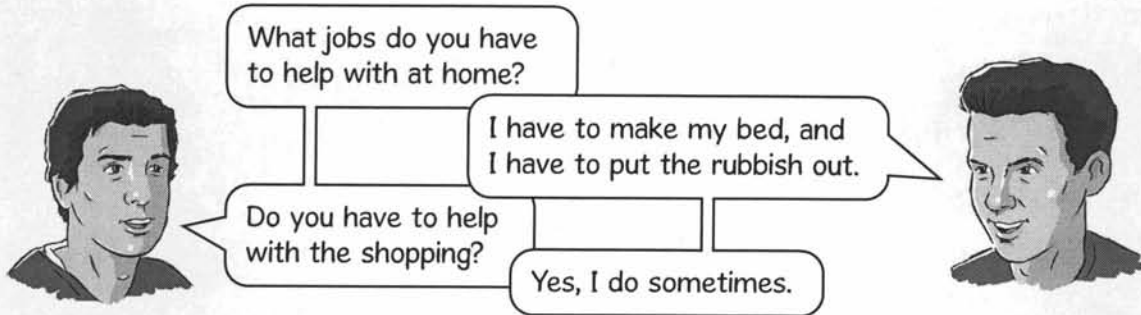 What jobs do you have
to help with at home?
I have to make my bed, and
I have to put the rubbish out.
Do you have to help
with the shopping?
Yes, I do sometimes.